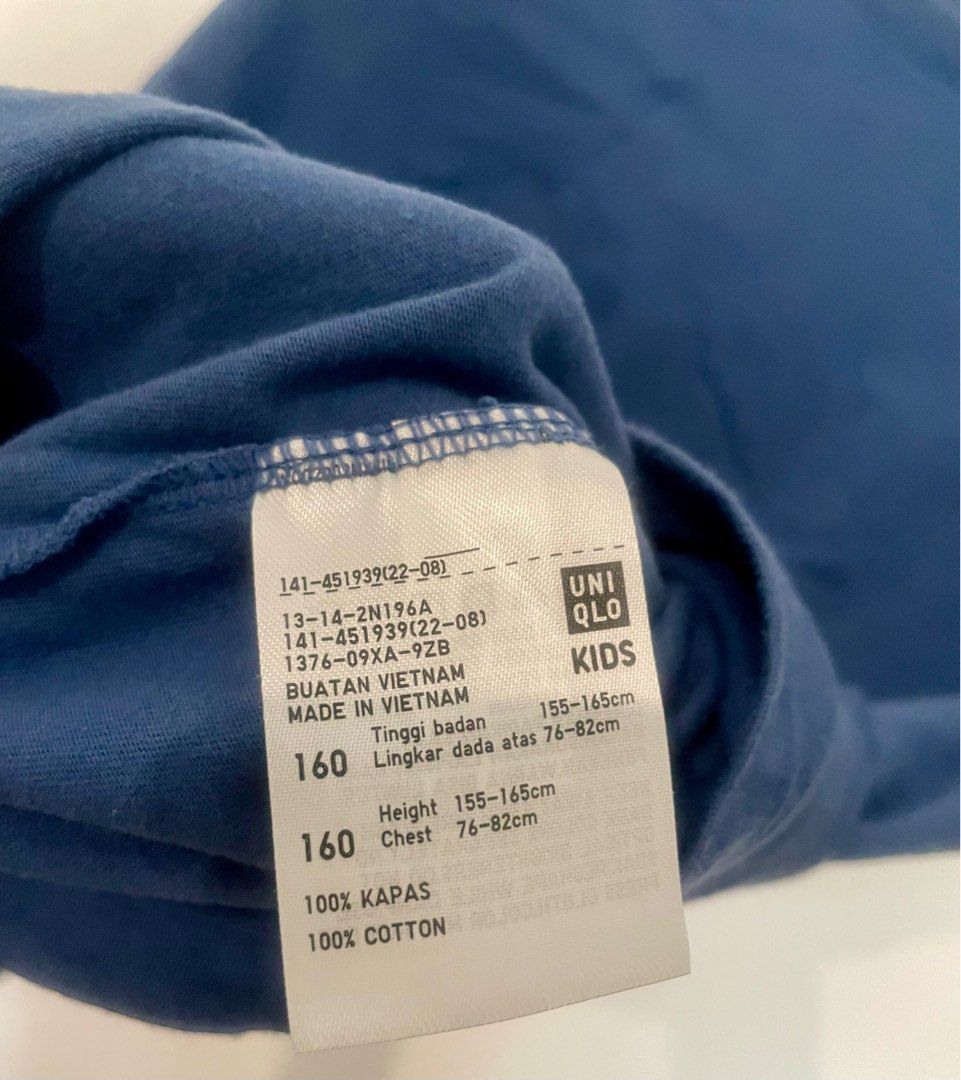 141-451939(22-08)
13-14-2N196A
141-451939(22-08)
1376-09XA-9ZB
BUATAN VIETNAM
MADE IN VIETNAM
UNI
QLO
KIDS
160 Tinggi badan 155-165cm
Lingkar dada atas 76-82cm
160 Height 155-165cm
Chest 76-82cm
100% KAPAS
100% COTTON